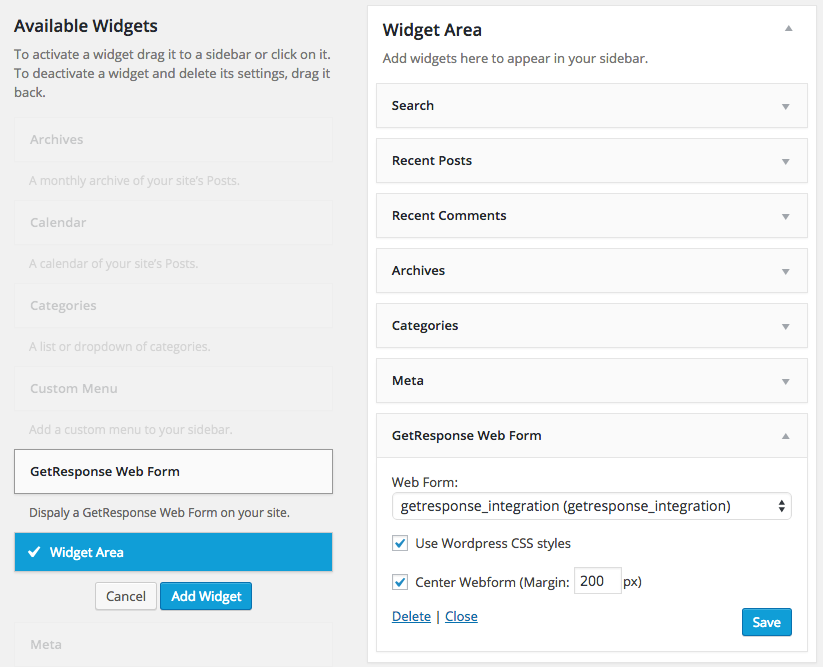 Available Widgets
To activate a widget drag it to a sidebar or click on it.
To deactivate a widget and delete its settings, drag it
back.
Archives
A monthly archive of your site's Posts.
Calendar
A calendar of your site's Posts.
Categories
A list or dropdown of categories.
Custom Menu
Add a custom menu to your sidebar.
GetResponse Web Form
Dispaly a GetResponse Web Form on your site.
Widget Area
Cancel Add Widget
Meta
Widget Area
Add widgets here to appear in your sidebar.
Search
Recent Posts
Recent Comments
Archives
Categories
Meta
GetResponse Web Form
Web Form:
getresponse_integration (getresponse_integration)
Use Wordpress CSS styles
Center Webform (Margin: 200 px)
Delete | Close
Save